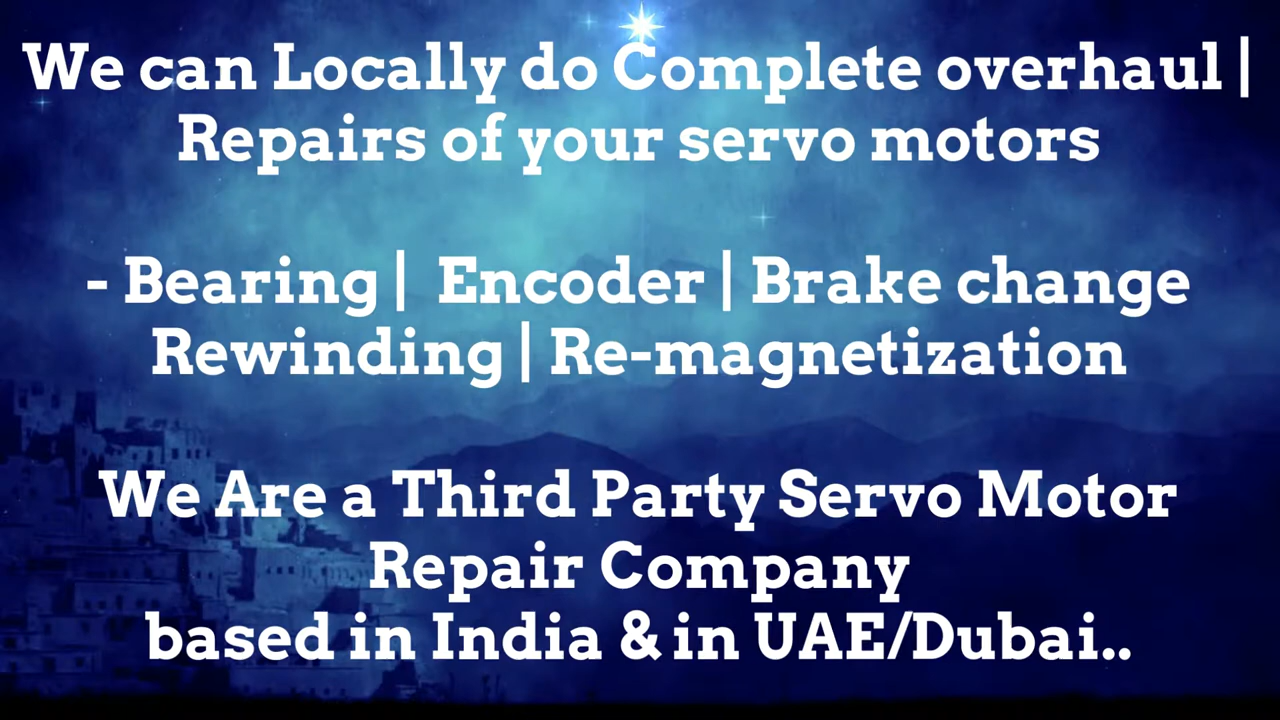 We can Locally do Complete overhaul |
Repairs of your servo motors
- Bearing | Encoder | Brake change
Rewinding | Re-magnetization
We Are a Third Party Servo Motor
Repair Company
based in India & in UAE/Dubai..